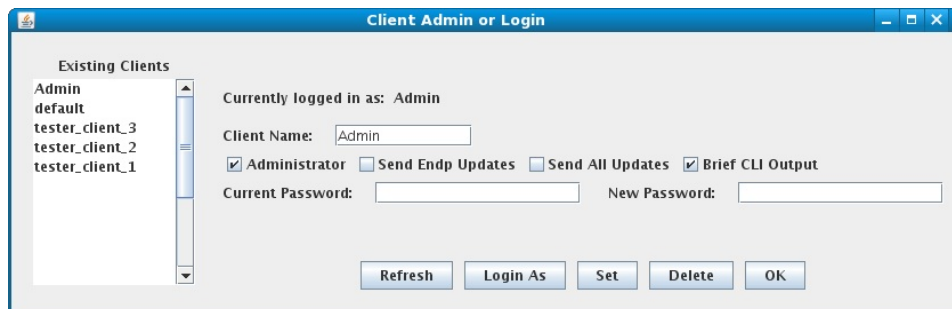 Client Admin or Login
Existing Clients
Admin
default
tester_client_3
tester_client_2
tester_client_1
Currently logged in as: Admin
Client Name: Admin
Administrator Send Endp Updates Send All Updates Brief CLI Output
Current Password: New Password:
Refresh Login As Set Delete OK